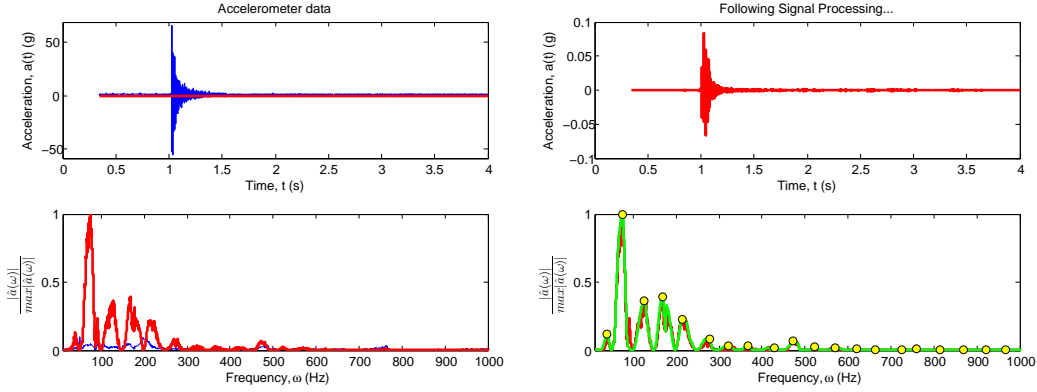 Accelerometer data
Acceleration, a(t) (g)
50
0
−50
0 0.5 1 1.5 2 2.5 3 3.5 4
Time, t (s)
Following Signal Processing...
Acceleration, a(t) (g)
0.1
0.05
0
−0.05
−0.1
0 0.5 1 1.5 2 2.5 3 3.5 4
Time, t (s)
|â(ω)|
max|â(ω)|
1
0.5
0
100 200 300 400 500 600 700 800 900 1000
Frequency, ω (Hz)
|â(ω)|
max|â(ω)|
1
0.5
0
100 200 300 400 500 600 700 800 900 1000
Frequency, ω (Hz)